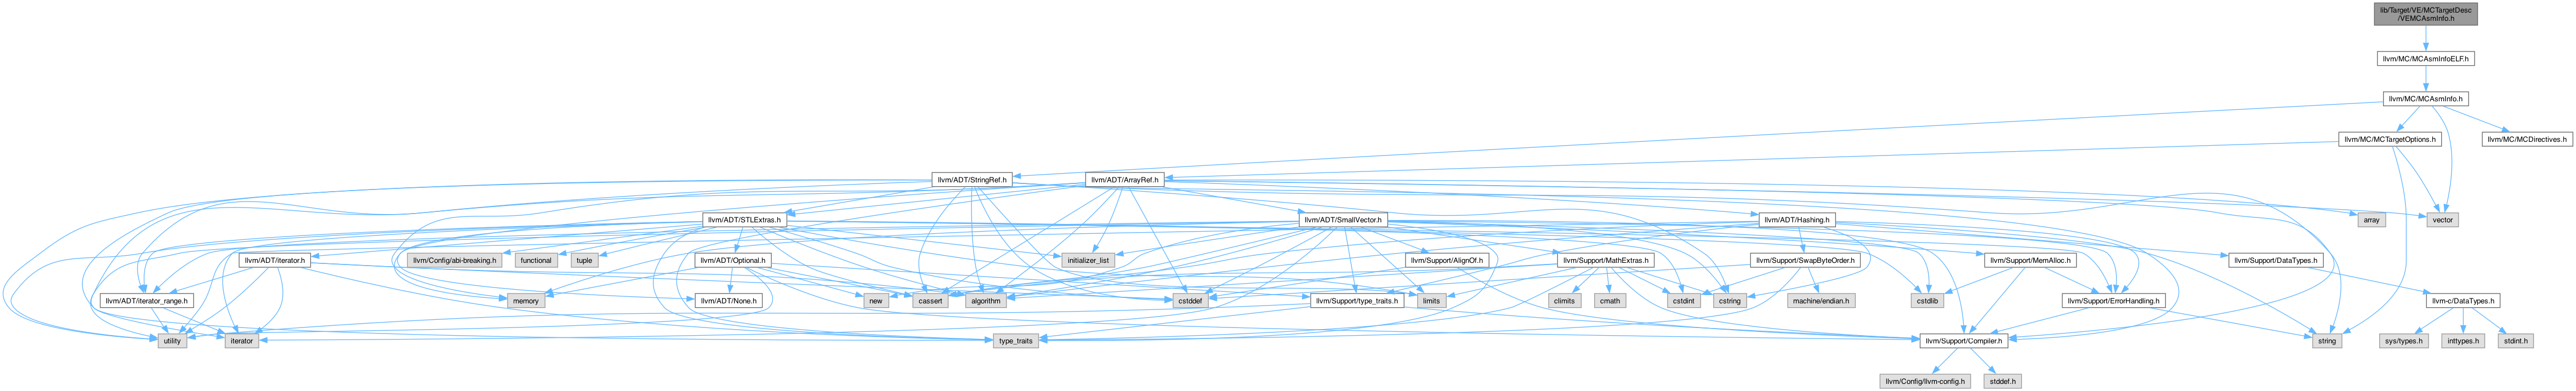 lib/Target/VE/MCTargetDesc
/VEMCAsmInfo.h
llvm/MC/MCAsmInfoELF.h
llvm/MC/MCAsmInfo.h
llvm/MC/MCTargetOptions.h
llvm/MC/MCDirectives.h
llvm/ADT/StringRef.h
llvm/ADT/ArrayRef.h
llvm/ADT/STLExtras.h
llvm/ADT/SmallVector.h
llvm/ADT/Hashing.h
array
vector
llvm/ADT/iterator.h
llvm/Config/abi-breaking.h
functional
tuple
llvm/ADT/Optional.h
initializer_list
llvm/Support/AlignOf.h
llvm/Support/MathExtras.h
llvm/Support/SwapByteOrder.h
llvm/Support/MemAlloc.h
llvm/Support/DataTypes.h
llvm/ADT/iterator_range.h
memory
llvm/ADT/None.h
new
cassert
algorithm
cstddef
llvm/Support/type_traits.h
limits
climits
cmath
cstdint
cstring
machine/endian.h
cstdlib
llvm/Support/ErrorHandling.h
llvm-c/DataTypes.h
utility
iterator
type_traits
llvm/Support/Compiler.h
string
sys/types.h
inttypes.h
stdint.h
llvm/Config/llvm-config.h
stddef.h